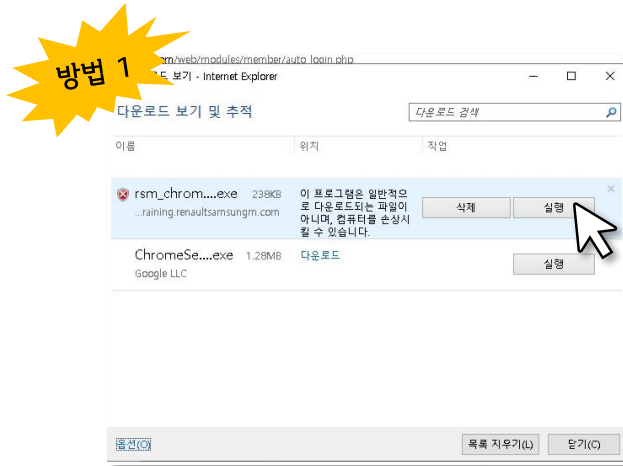 방법 1
om/web/modules/member/auto_login.php
보기 - Internet Explorer
다운로드 보기 및 추적
다운로드 검색
이름 위치 작업
rsm_chrom....exe 238KB
...raining.renaultsamsungm.com
이 프로그램은 일반적으
로 다운로드되는 파일이
아니며, 컴퓨터를 손상시
킬 수 있습니다.
삭제 실행
ChromeSe....exe 1.28MB 다운로드
Google LLC
실행
옵션(O) 목록 지우기(L) 닫기(C)